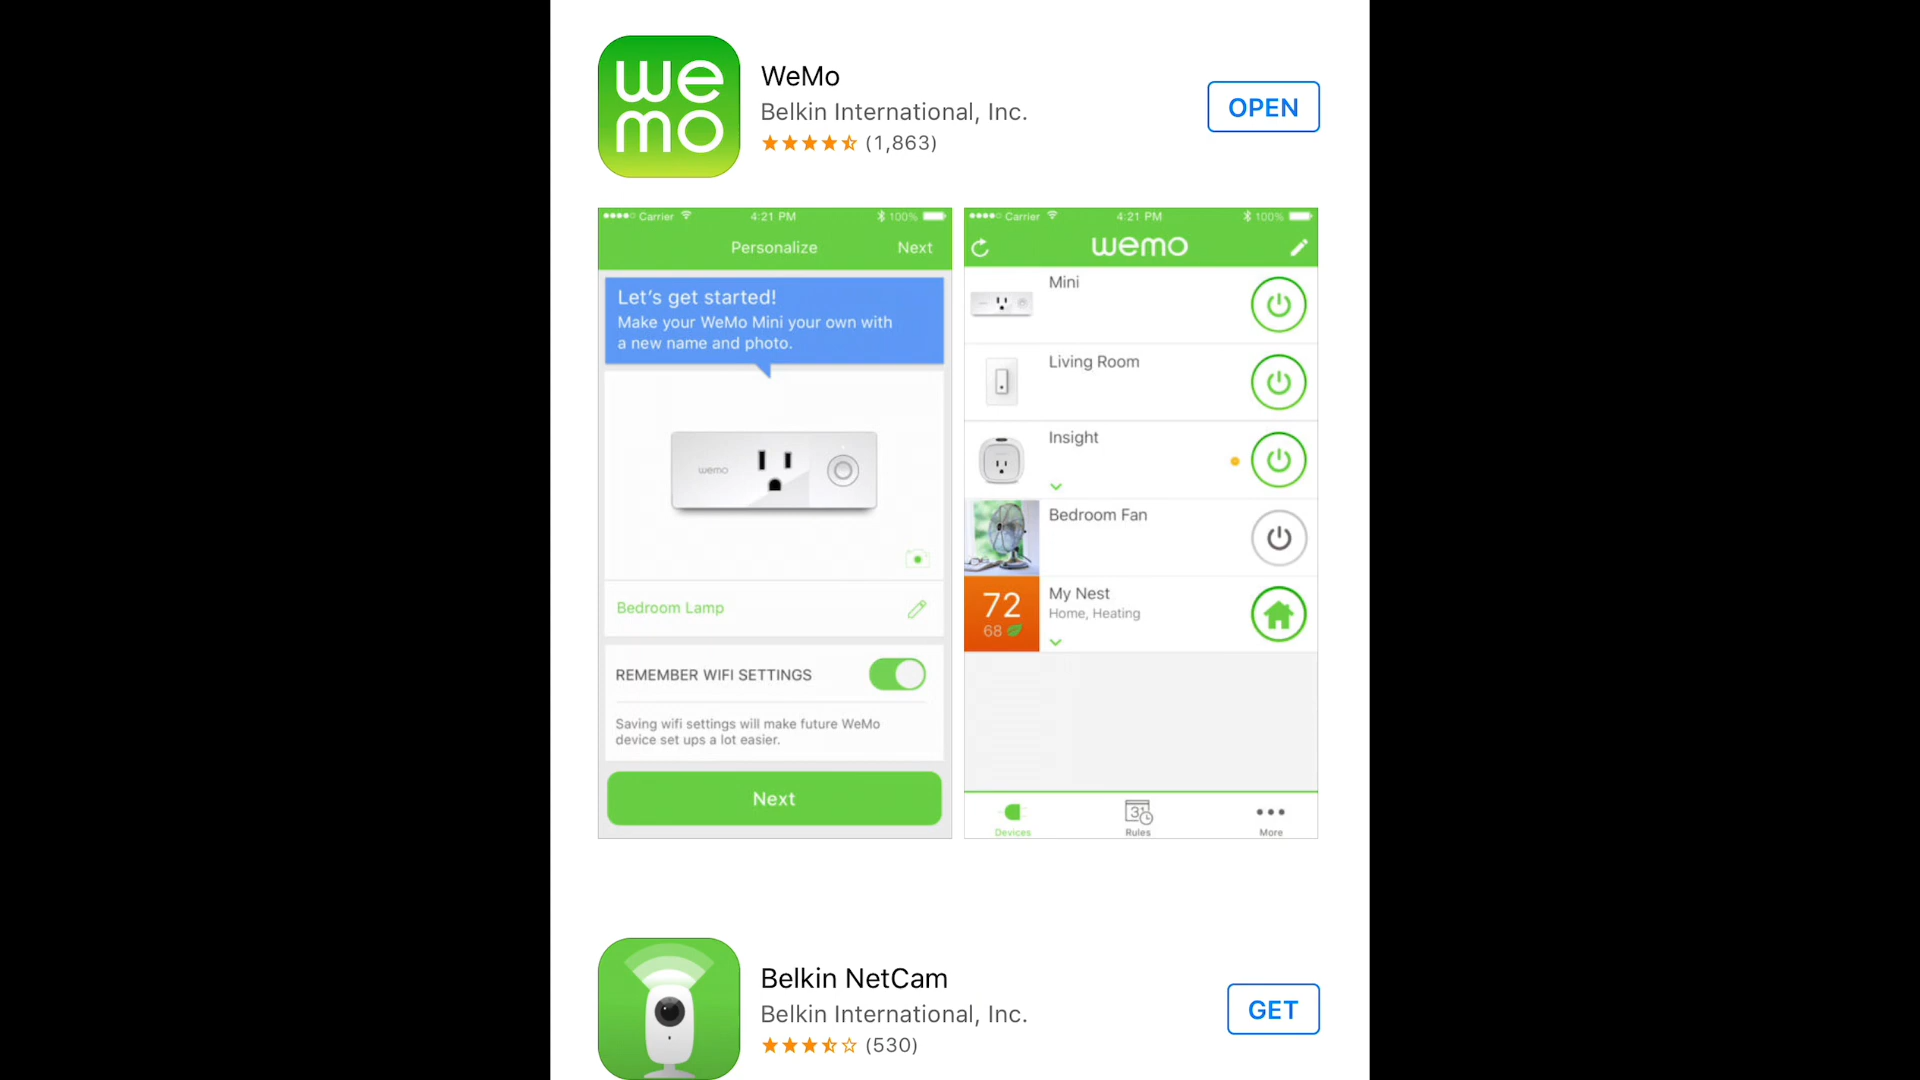 we
mo
WeMo
Belkin International, Inc.
(1,863)
OPEN
Carrier 4:21 PM 100%
Personalize Next
Let's get started!
Make your WeMo Mini your own with
a new name and photo.
wemo
Bedroom Lamp
REMEMBER WIFI SETTINGS
Saving wifi settings will make future WeMo
device set ups a lot easier.
Next
Carrier 4:21 PM 100%
wemo
Mini
Living Room
Insight
Bedroom Fan
72
68
My Nest
Home, Heating
31
Devices Rules More
Belkin NetCam
Belkin International, Inc.
(530)
GET